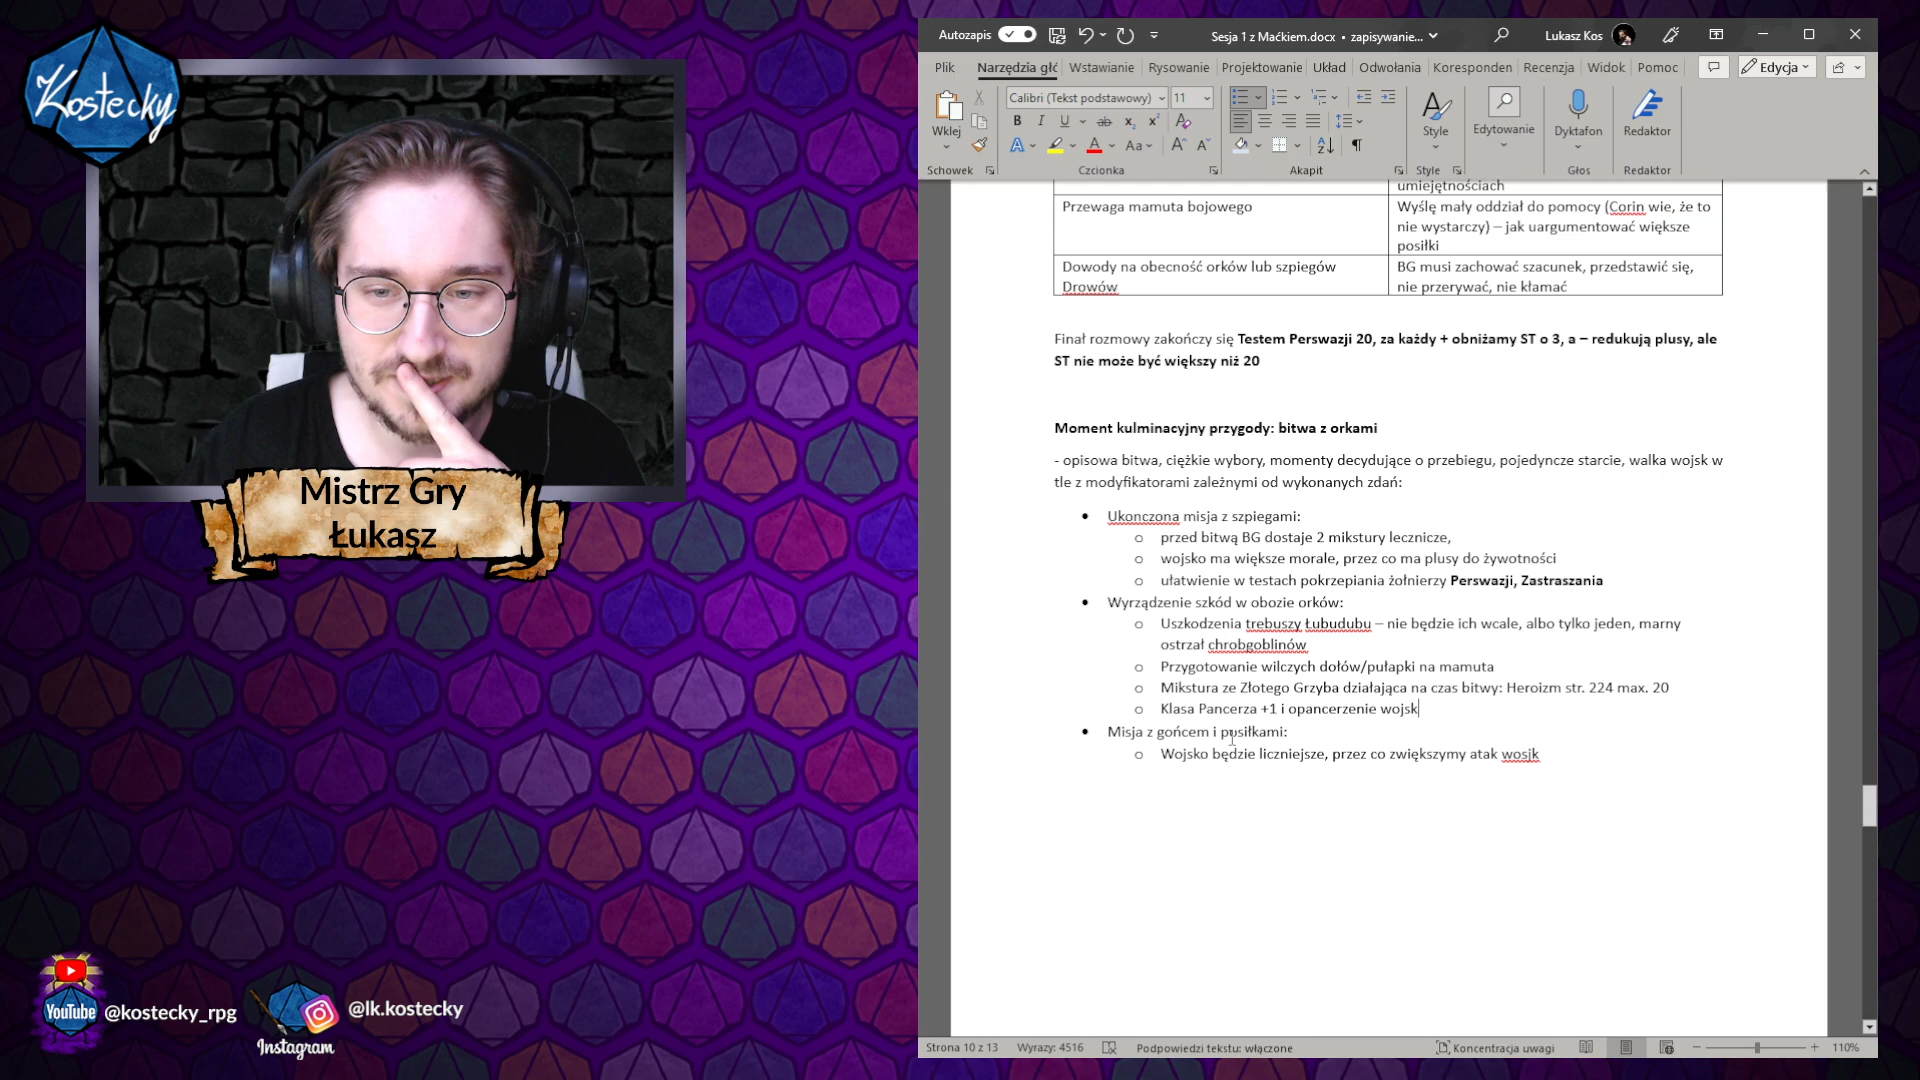 Kostecky
Mistrz Gry
Łukasz
YouTube @kostecky_rpg
@lk.kostecky
Instagram
Autozapis
Sesja 1 z Maćkiem.docx • zapisywanie...
Lukasz Kos
Plik Narzędzia głó Wstawianie Rysowanie Projektowanie Układ Odwołania Koresponden Recenzja Widok Pomoc Edycja
Calibri (Tekst podstawowy) 11
Wklej
Style Edytowanie Dyktafon Redaktor
Schowek Czcionka Akapit Style Głos Redaktor
umiejętnościach
Przewaga mamuta bojowego
Wyślę mały oddział do pomocy (Corin wie, że to
nie wystarczy) – jak uargumentować większe
posiłki
Dowody na obecność orków lub szpiegów
Drowów
BG musi zachować szacunek, przedstawić się,
nie przerywać, nie kłamać
Finał rozmowy zakończy się Testem Perswazji 20, za każdy + obniżamy ST o 3, a – redukują plusy, ale
ST nie może być większy niż 20
Moment kulminacyjny przygody: bitwa z orkami
- opisowa bitwa, ciężkie wybory, momenty decydujące o przebiegu, pojedyncze starcie, walka wojsk w
tle z modyfikatorami zależnymi od wykonanych zdań:
• Ukonczona misja z szpiegami:
o przed bitwą BG dostaje 2 mikstury lecznicze,
o wojsko ma większe morale, przez co ma plusy do żywotności
o ułatwienie w testach pokrzepiania żołnierzy Perswazji, Zastraszania
• Wyrządzenie szkód w obozie orków:
o Uszkodzenia trebuszy Łubudubu – nie będzie ich wcale, albo tylko jeden, marny
ostrzał chrobgoblinów
o Przygotowanie wilczych dołów/pułapki na mamuta
o Mikstura ze Złotego Grzyba działająca na czas bitwy: Heroizm str. 224 max. 20
o Klasa Pancerza +1 i opancerzenie wojsk
• Misja z gońcem i pusiłkami:
o Wojsko będzie liczniejsze, przez co zwiększymy atak wosjk
Strona 10 z 13 Wyrazy: 4516 Podpowiedzi tekstu: włączone Koncentracja uwagi 110%